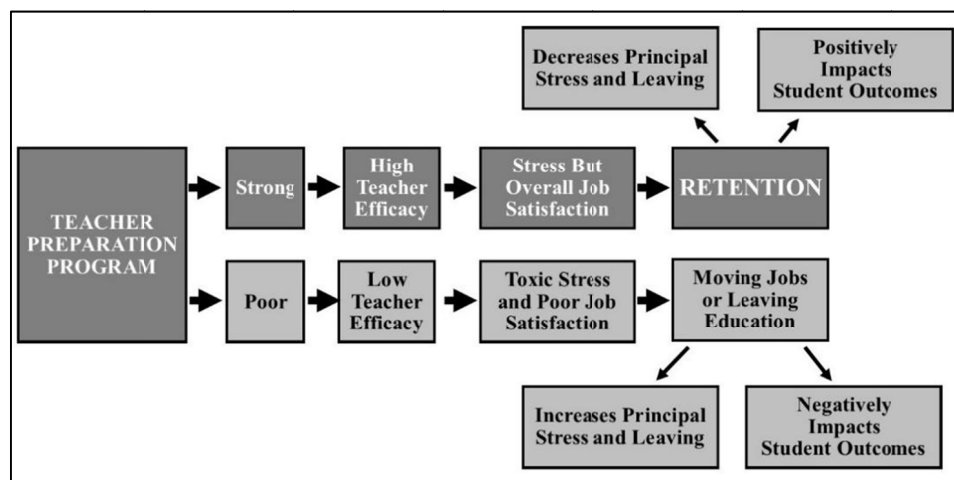 Decreases Principal
Stress and Leaving
Positively
Impacts
Student Outcomes
TEACHER
PREPARATION
PROGRAM
Strong
High
Teacher
Efficacy
Stress But
Overall Job
Satisfaction
RETENTION
Poor
Low
Teacher
Efficacy
Toxic Stress
and Poor Job
Satisfaction
Moving Jobs
or Leaving
Education
Increases Principal
Stress and Leaving
Negatively
Impacts
Student Outcomes